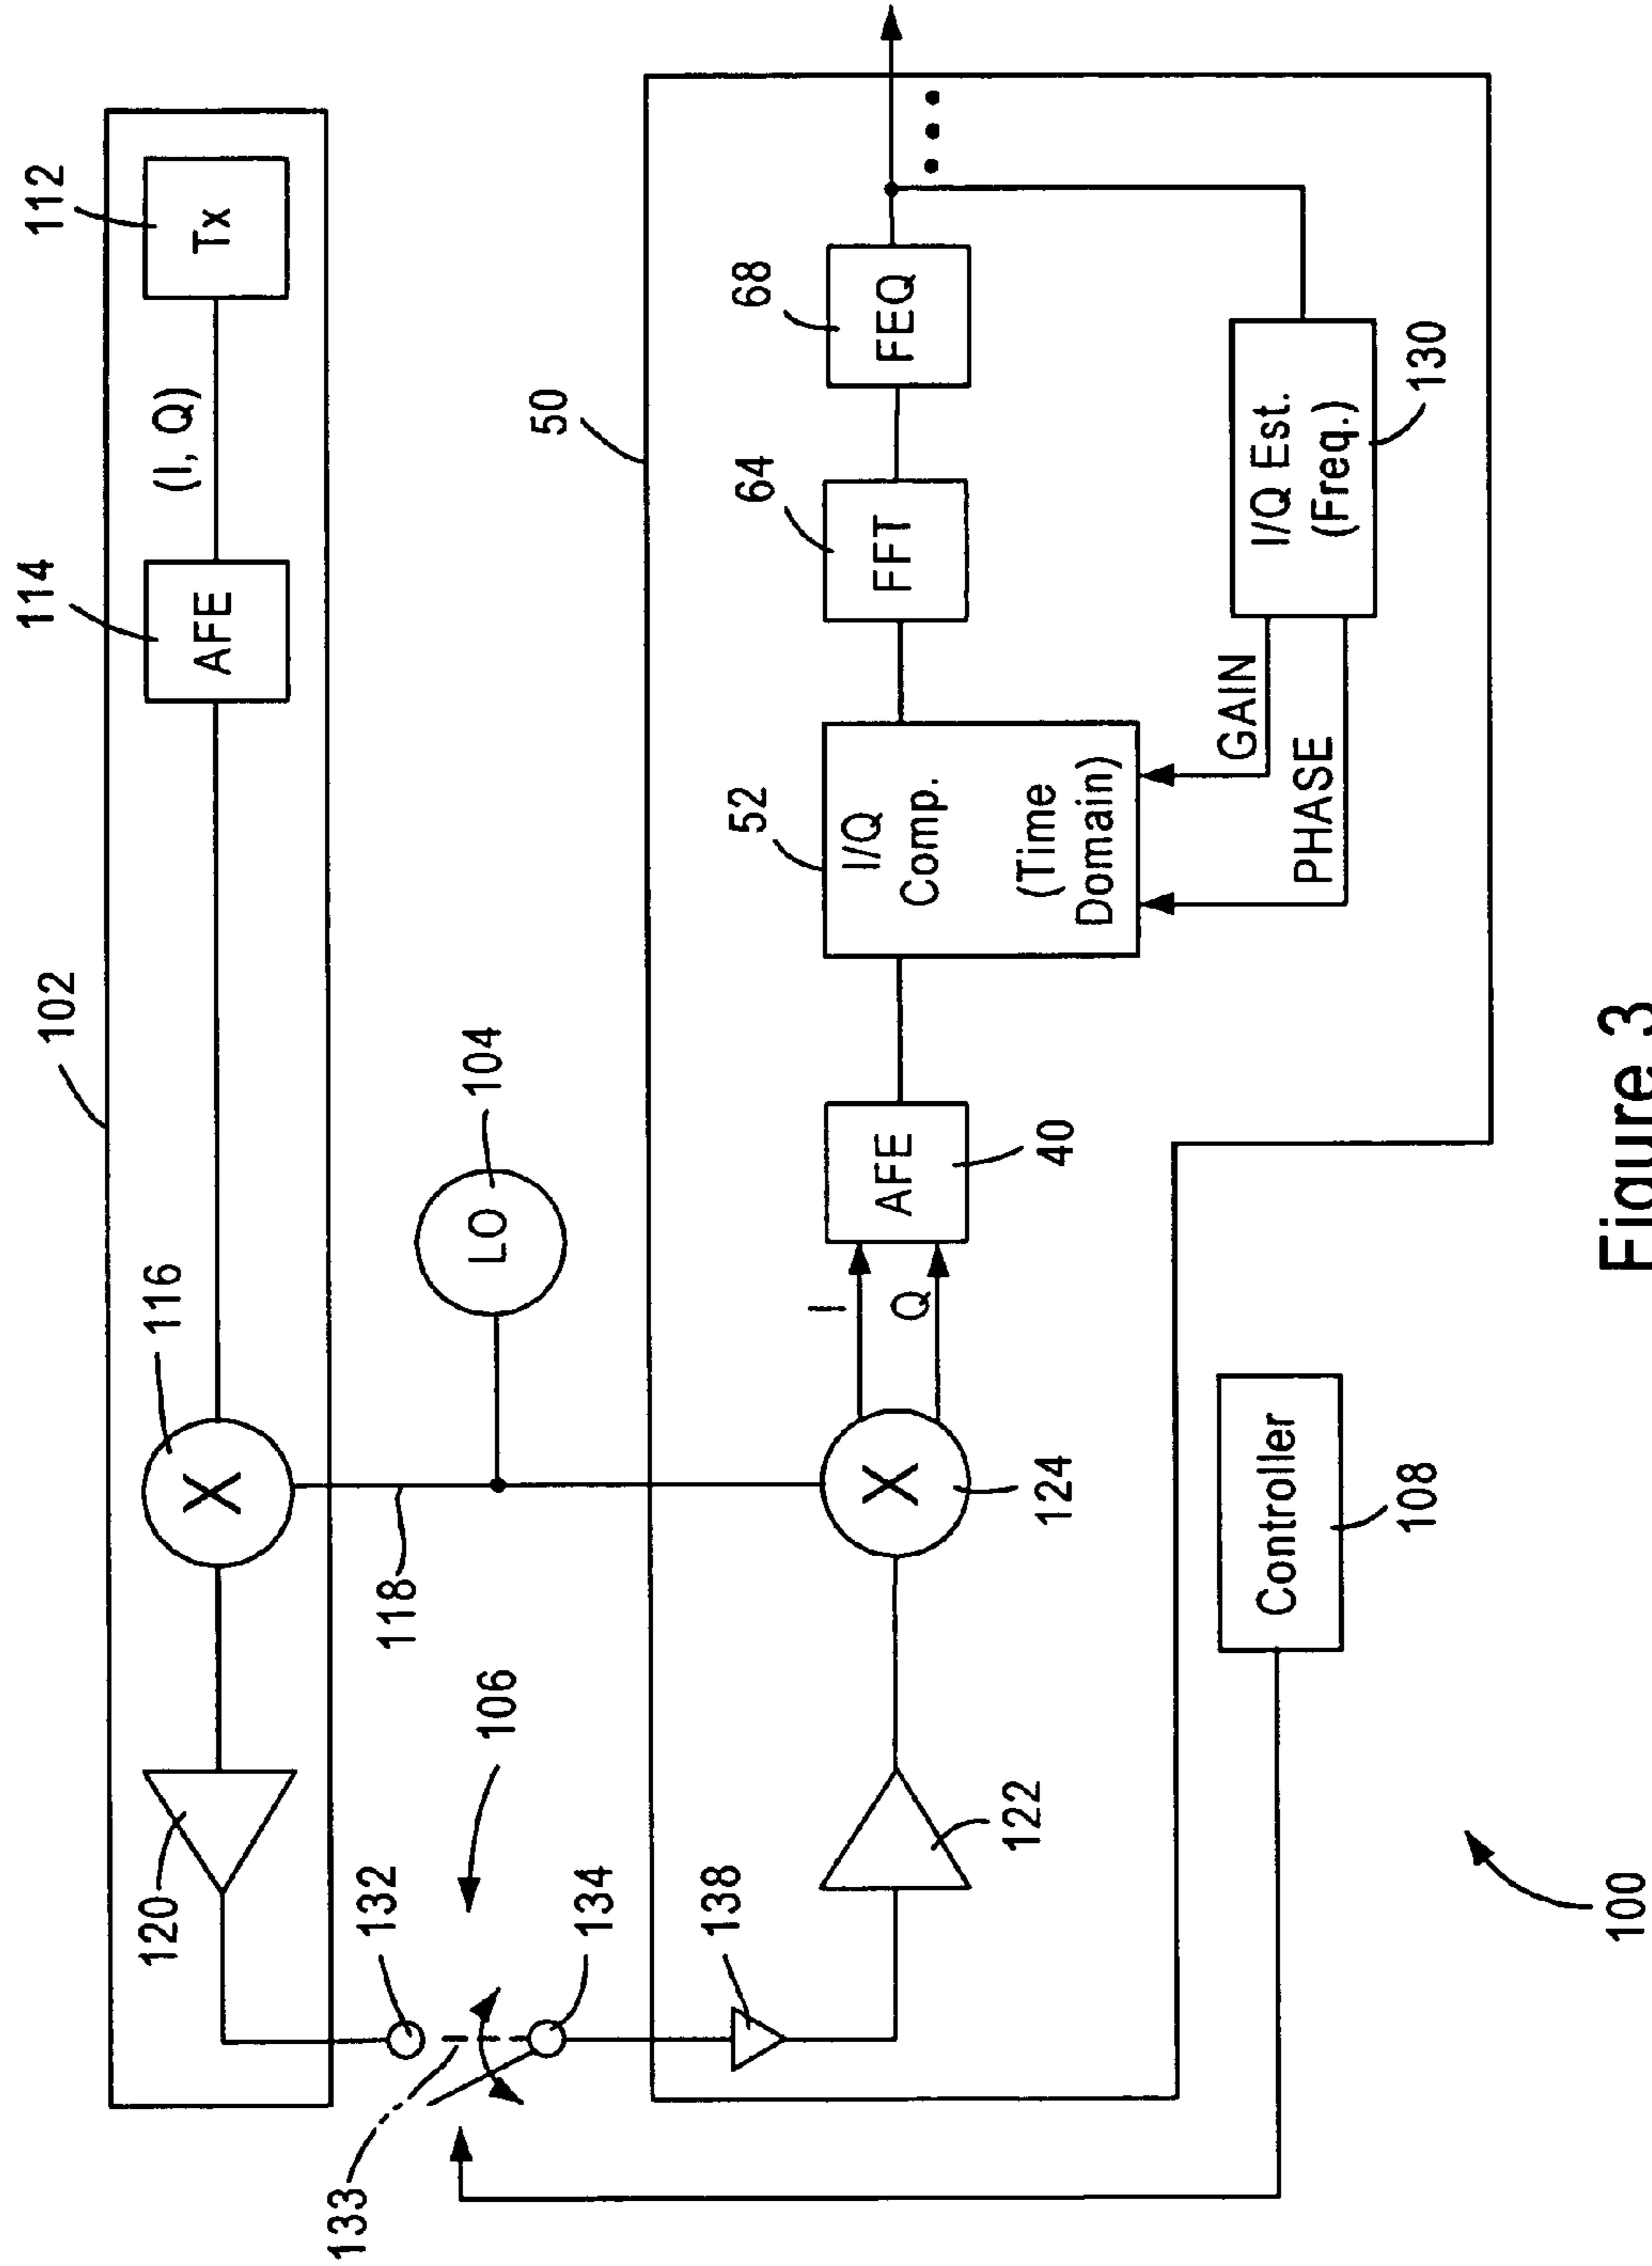 102
114
112
116
120
AFE
(I, Q)
Tx
X
132
118
104
LO
106
133
134
50
138
52
64
68
I
Q
X
AFE
I/Q
Comp.
(Time
Domain)
FFT
FEQ
122
124
40
GAIN
PHASE
I/Q Est.
(Freq.)
130
Controller
108
100
Figure 3